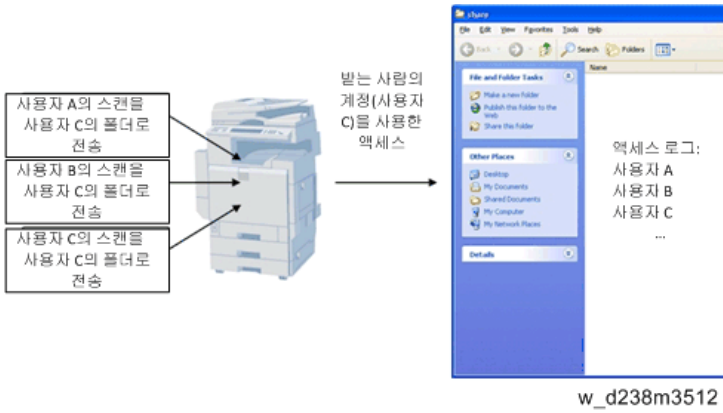 사용자 A의 스캔을
사용자 C의 폴더로
전송
사용자 B의 스캔을
사용자 C의 폴더로
전송
사용자 C의 스캔을
사용자 C의 폴더로
전송
받는 사람의
계정(사용자
C)을 사용한
액세스
share
File Edit View Favorites Tools Help
Back Search Folders
Name
File and Folder Tasks
Make a new folder
Publish this folder to the
Web
Share this folder
Other Places
Desktop
My Documents
Shared Documents
My Computer
My Network Places
Details
액세스 로그:
사용자 A
사용자 B
사용자 C
...
w_d238m3512